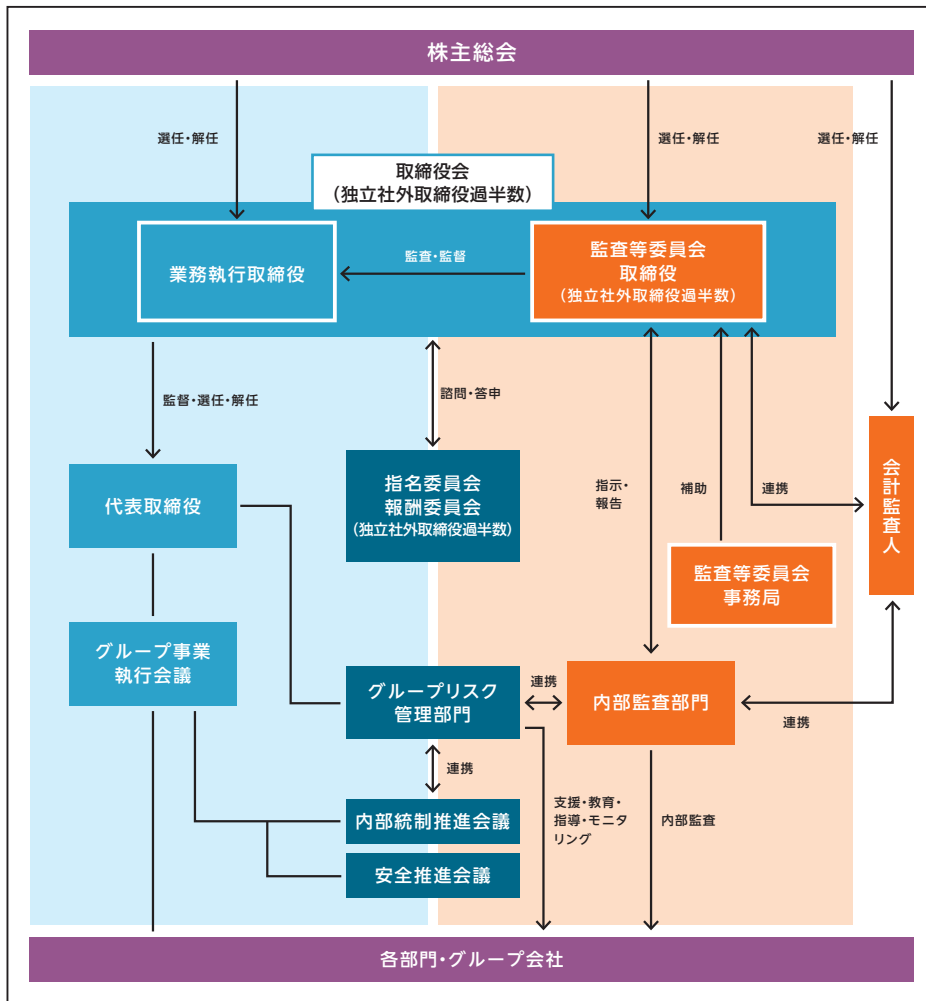 株主総会
選任・解任
選任・解任
選任・解任
取締役会
(独立社外取締役過半数)
業務執行取締役
監査・監督
監査等委員会
取締役
(独立社外取締役過半数)
監督・選任・解任
諮問・答申
代表取締役
指名委員会
報酬委員会
(独立社外取締役過半数)
指示・
報告
補助
連携
会計監査人
監査等委員会
事務局
グループ事業
執行会議
グループリスク
管理部門
連携
内部監査部門
連携
連携
内部統制推進会議
安全推進会議
支援・教育・
指導・モニタ
リング
内部監査
各部門・グループ会社